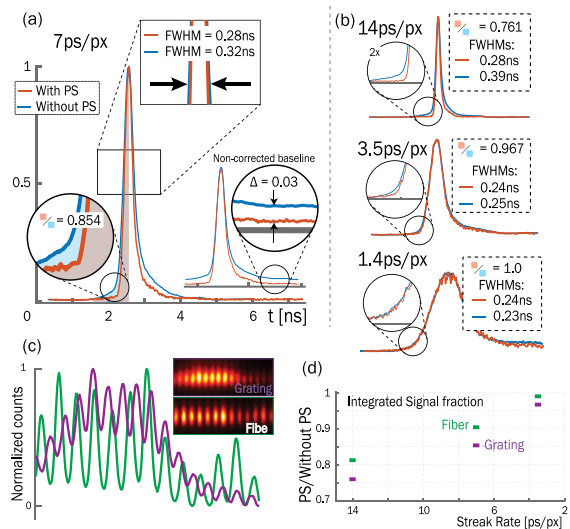 (a)
7ps/px
FWHM = 0.28ns
FWHM = 0.32ns
1
With PS
Without PS
0.5
Non-corrected baseline
Δ = 0.03
/ = 0.854
0
0 2 4 6 t [ns]
(b)
14ps/px
2x
/ = 0.761
FWHMs:
0.28ns
0.39ns
3.5ps/px
/ = 0.967
FWHMs:
0.24ns
0.25ns
1.4ps/px
/ = 1.0
0.24ns
0.23ns
(c)
Normalized counts
1
0
Grating
Fibe
(d)
PS/Without PS
1
0.9
0.8
0.7
Integrated Signal fraction
Fiber
Grating
14 10 6 2
Streak Rate [ps/px]